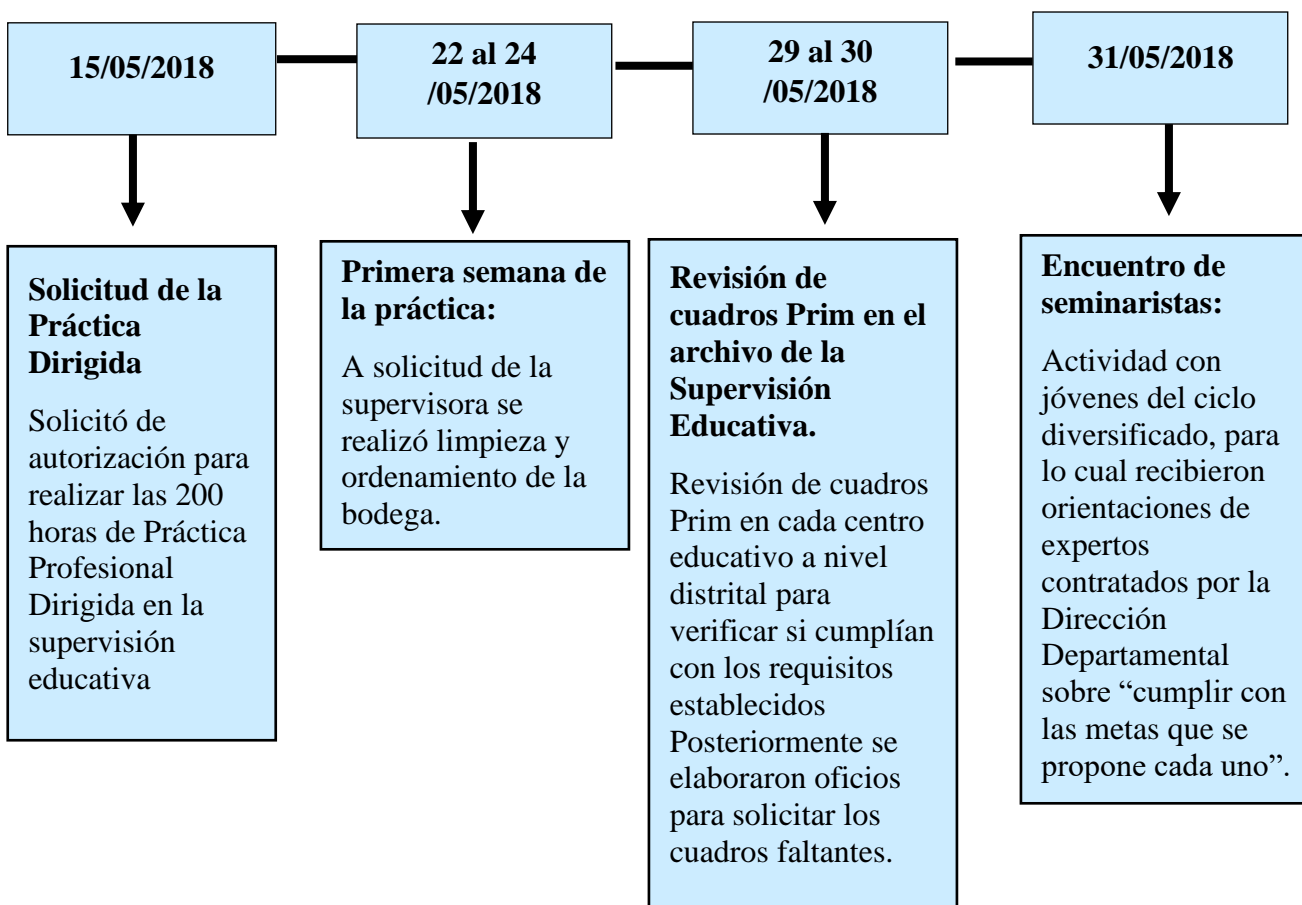 15/05/2018
22 al 24
/05/2018
29 al 30
/05/2018
31/05/2018
Solicitud de la
Práctica
Dirigida
Solicitó de
autorización para
realizar las 200
horas de Práctica
Profesional
Dirigida en la
supervisión
educativa
Primera semana de
la práctica:
A solicitud de la
supervisora se
realizó limpieza y
ordenamiento de la
bodega.
Revisión de
cuadros Prim en el
archivo de la
Supervisión
Educativa.
Revisión de cuadros
Prim en cada centro
educativo a nivel
distrital para
verificar si cumplían
con los requisitos
establecidos
Posteriormente se
elaboraron oficios
para solicitar los
cuadros faltantes.
Encuentro de
seminaristas:
Actividad con
jóvenes del ciclo
diversificado, para
lo cual recibieron
orientaciones de
expertos
contratados por la
Dirección
Departamental
sobre “cumplir con
las metas que se
propone cada uno”.